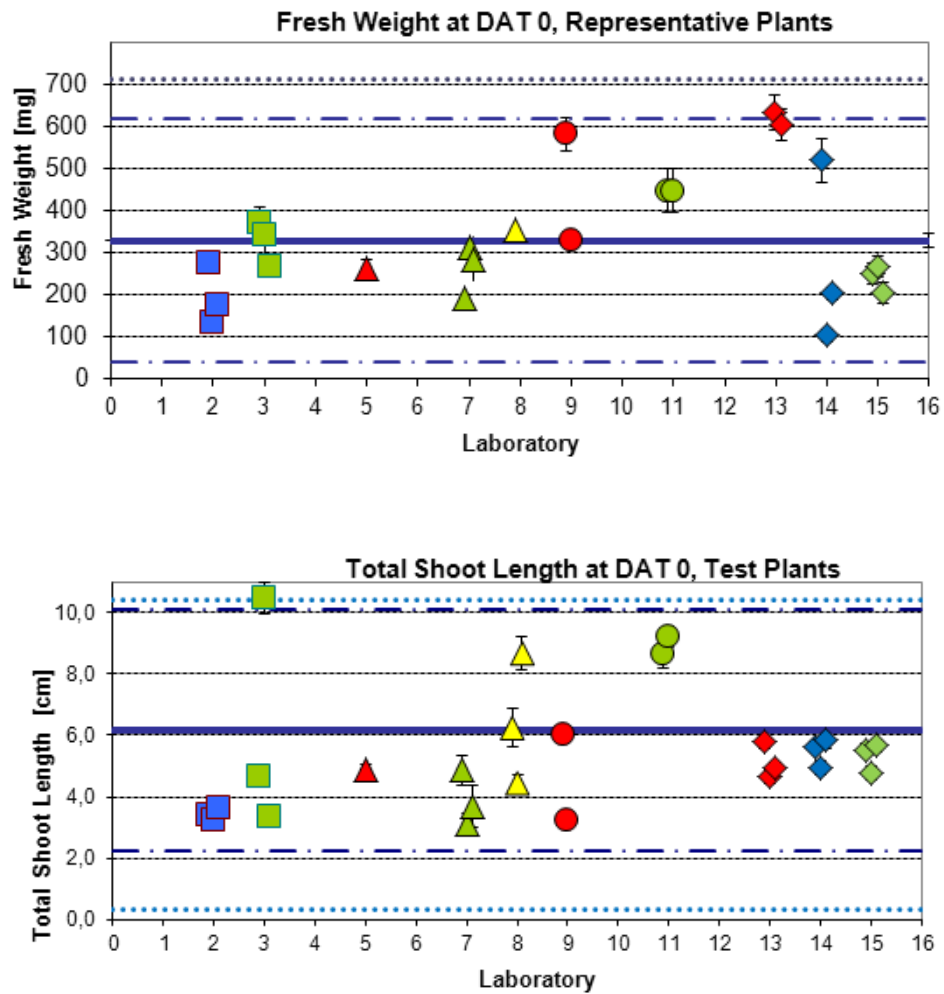 Fresh Weight at DAT 0, Representative Plants
Fresh Weight [mg]
700
600
500
400
300
200
100
0
0 1 2 3 4 5 6 7 8 9 10 11 12 13 14 15 16
Laboratory
Total Shoot Length at DAT 0, Test Plants
Total Shoot Length [cm]
10,0
8,0
6,0
4,0
2,0
0,0
0 1 2 3 4 5 6 7 8 9 10 11 12 13 14 15 16
Laboratory